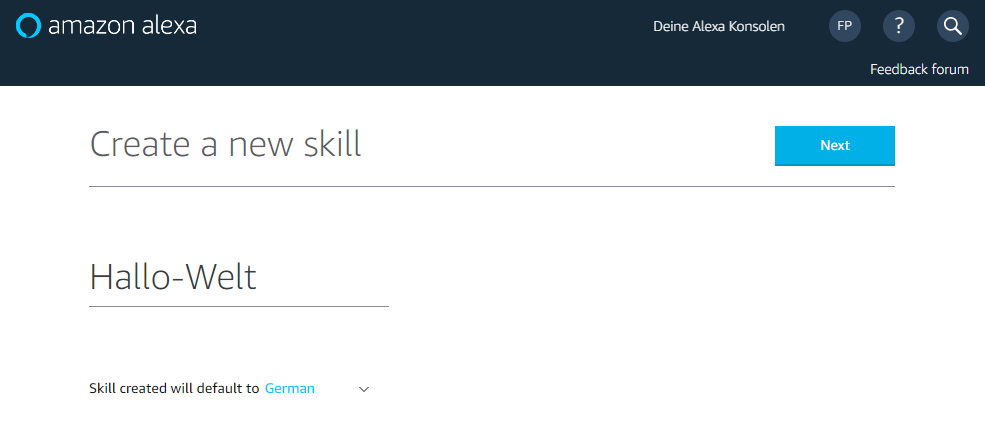 amazon alexa
Deine Alexa Konsolen
FP
?
Feedback forum
Create a new skill
Next
Hallo-Welt
Skill created will default to German